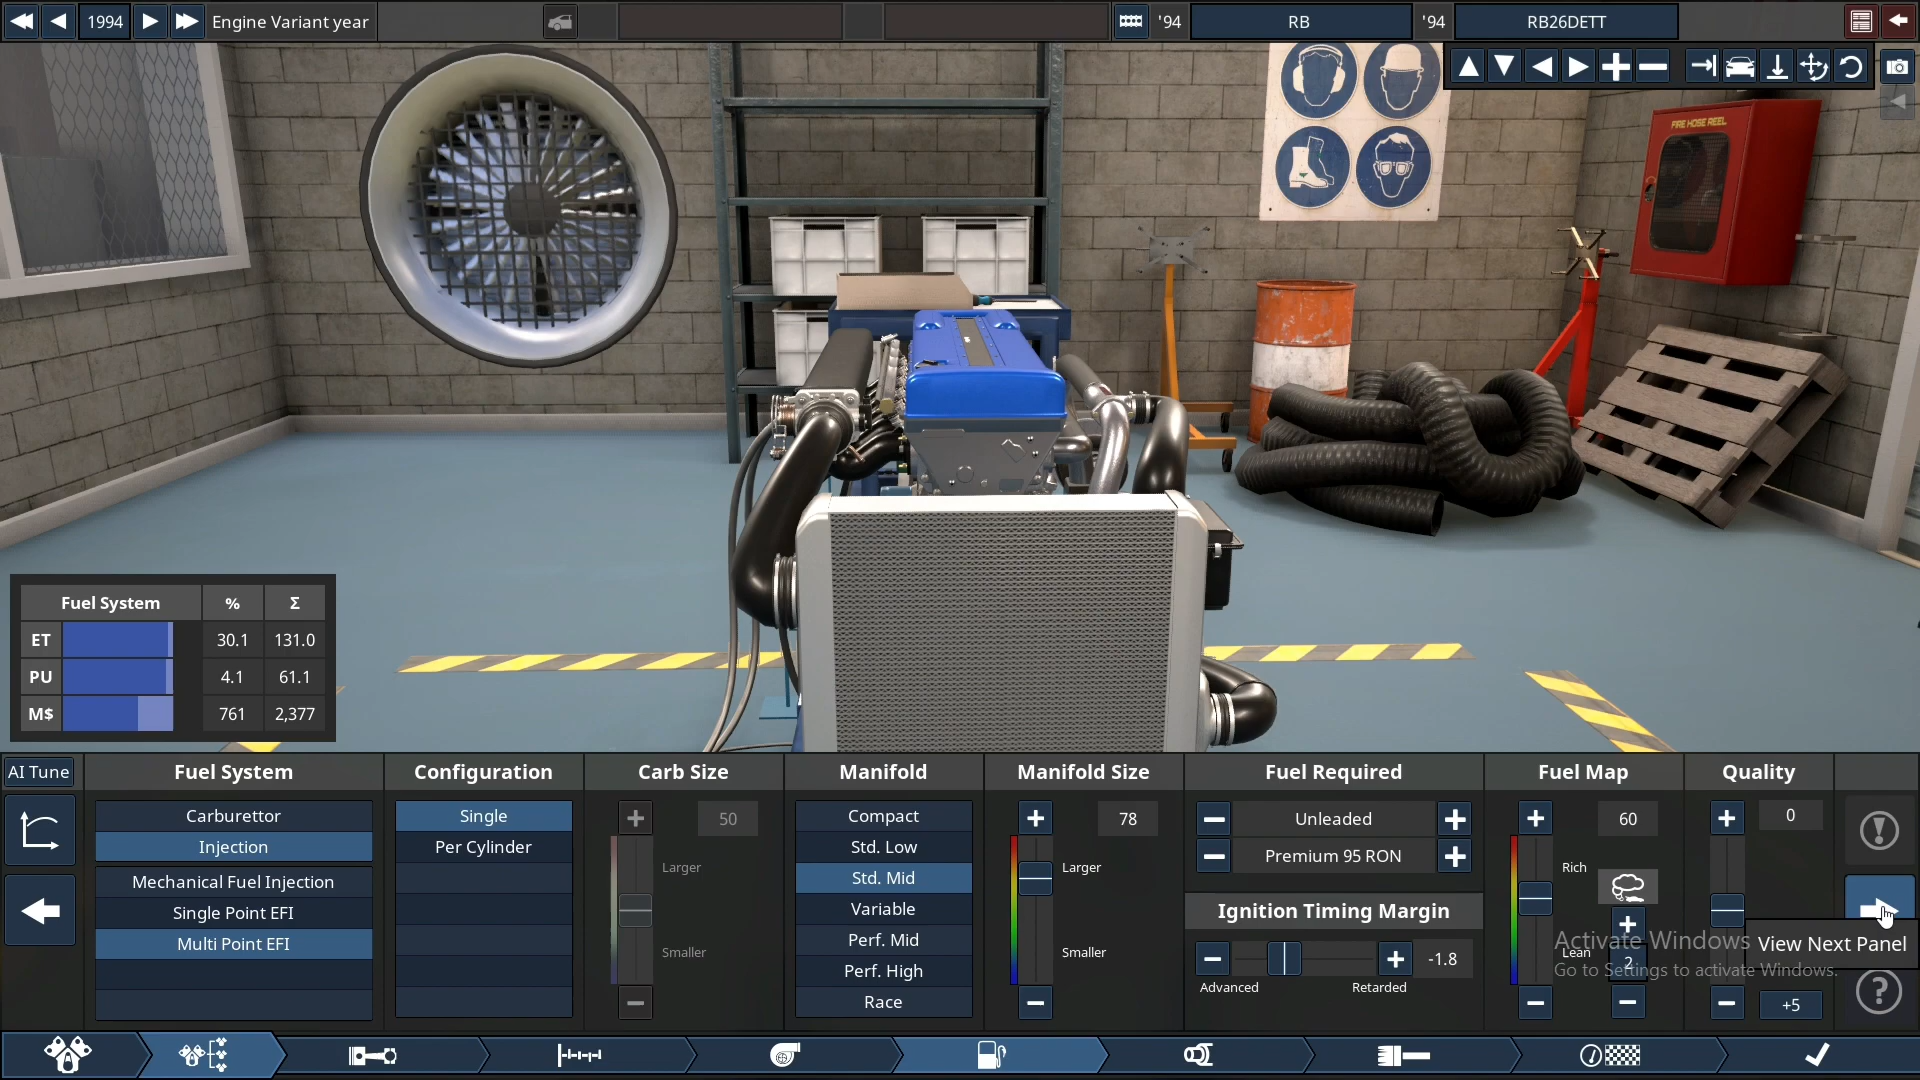 1994
Engine Variant year
'94
RB
'94
RB26DETT
FIRE HOSE REEL
Fuel System
%
Σ
ET
30.1
131.0
PU
4.1
61.1
M$
761
2,377
AI Tune
Fuel System
Configuration
Carb Size
Manifold
Manifold Size
Fuel Required
Fuel Map
Quality
Carburettor
Injection
Mechanical Fuel Injection
Single Point EFI
Multi Point EFI
Single
Per Cylinder
50
Larger
Smaller
Compact
Std. Low
Std. Mid
Variable
Perf. Mid
Perf. High
Race
78
Larger
Smaller
Unleaded
Premium 95 RON
Ignition Timing Margin
-1.8
Advanced
Retarded
60
Rich
Lean
2
0
+5
View Next Panel
Activate Windows
Go to Settings to activate Windows.